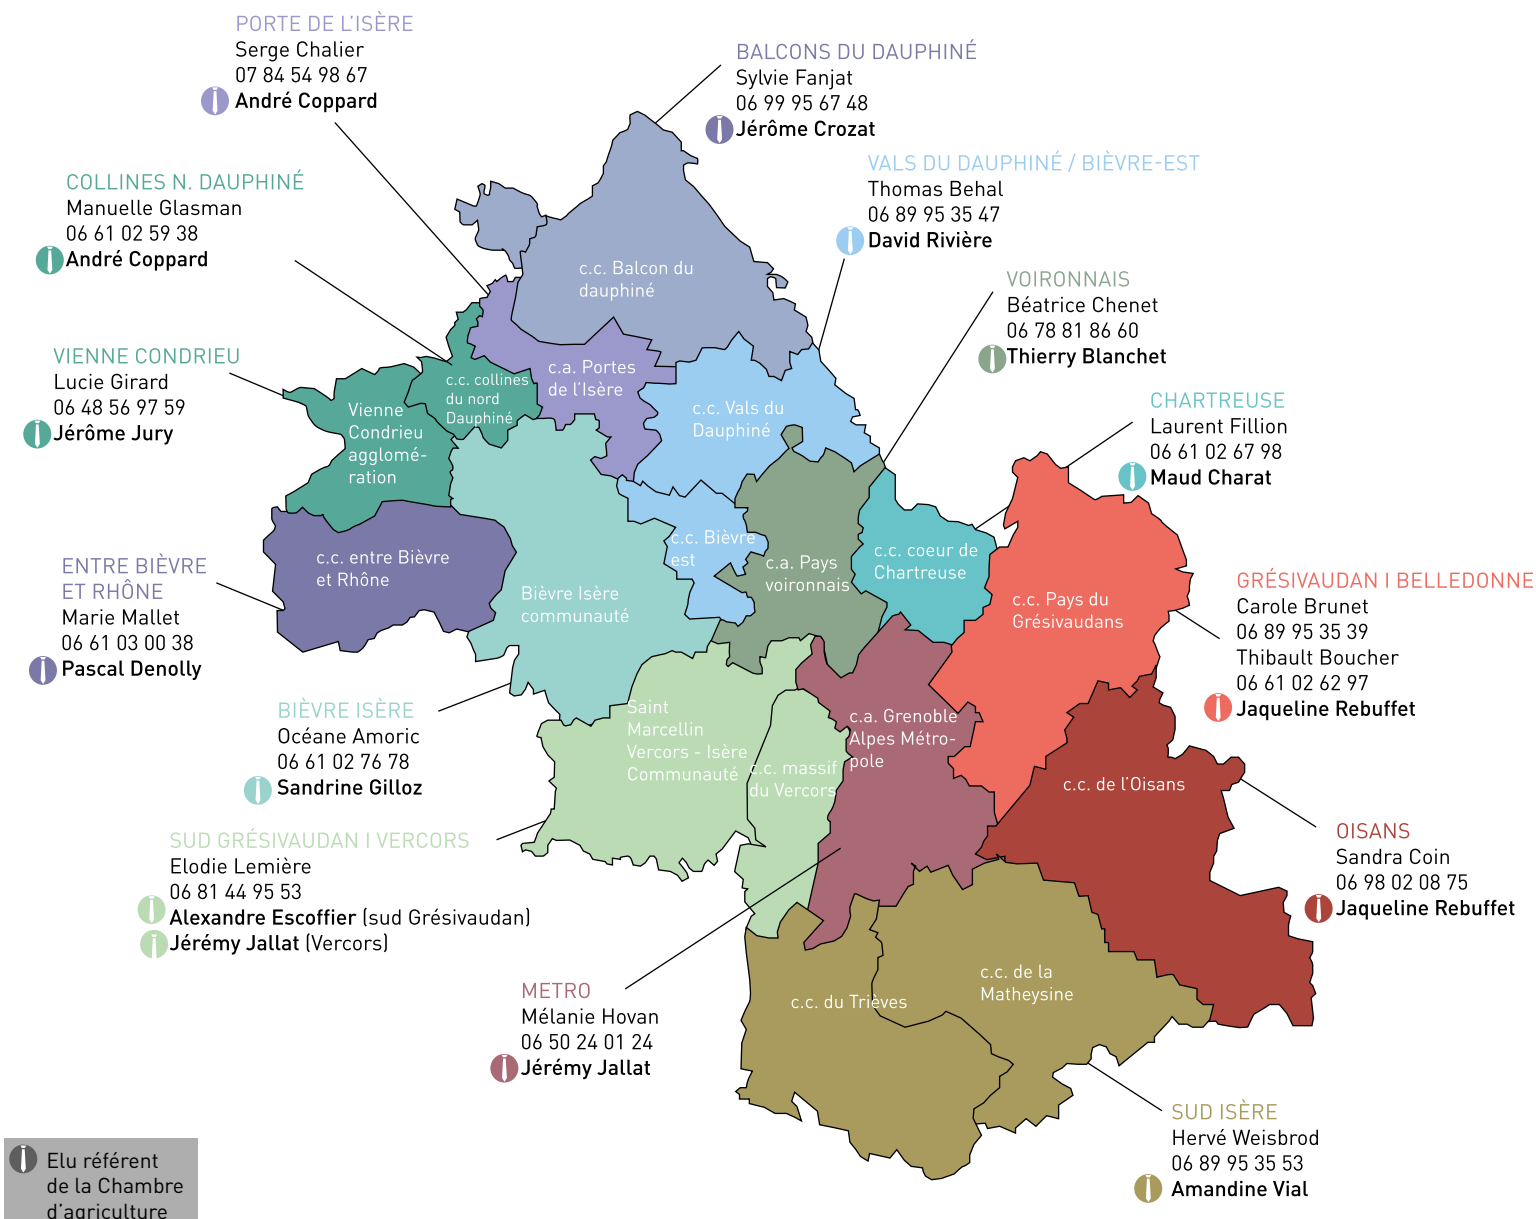 PORTE DE L'ISÈRE
Serge Chalier
07 84 54 98 67
André Coppard
BALCONS DU DAUPHINÉ
Sylvie Fanjat
06 99 95 67 48
Jérôme Crozat
VALS DU DAUPHINÉ / BIÈVRE-EST
Thomas Behal
06 89 95 35 47
David Rivière
COLLINES N. DAUPHINÉ
Manuelle Glasman
06 61 02 59 38
André Coppard
VOIRONNAIS
Béatrice Chenet
06 78 81 86 60
Thierry Blanchet
VIENNE CONDRIEU
Lucie Girard
06 48 56 97 59
Jérôme Jury
CHARTREUSE
Laurent Fillion
06 61 02 67 98
Maud Charat
c.c. Balcon du
dauphiné
c.a. Portes
de l'Isère
c.c. collines
du nord
Dauphiné
Vienne
Condrieu
agglomé-
ration
c.c. Vals du
Dauphiné
c.c. Bièvre
est
c.a. Pays
voironnais
c.c. coeur de
Chartreuse
c.c. entre Bièvre
et Rhône
Bièvre Isère
communauté
c.c. Pays du
Grésivaudans
ENTRE BIÈVRE
ET RHÔNE
Marie Mallet
06 61 03 00 38
Pascal Denolly
GRÉSIVAUDAN I BELLEDONNE
Carole Brunet
06 89 95 35 39
Thibault Boucher
06 61 02 62 97
Jaqueline Rebuffet
BIÈVRE ISÈRE
Océane Amoric
06 61 02 76 78
Sandrine Gilloz
Saint
Marcellin
Vercors - Isère
Communauté
c.c. massif
du Vercors
c.a. Grenoble
Alpes Métro-
pole
c.c. de l'Oisans
SUD GRÉSIVAUDAN I VERCORS
Elodie Lemière
06 81 44 95 53
Alexandre Escoffier (sud Grésivaudan)
Jérémy Jallat (Vercors)
OISANS
Sandra Coin
06 98 02 08 75
Jaqueline Rebuffet
METRO
Mélanie Hovan
06 50 24 01 24
Jérémy Jallat
c.c. du Trièves
c.c. de la
Matheysine
SUD ISÈRE
Hervé Weisbrod
06 89 95 35 53
Amandine Vial
Elu référent
de la Chambre
d'agriculture